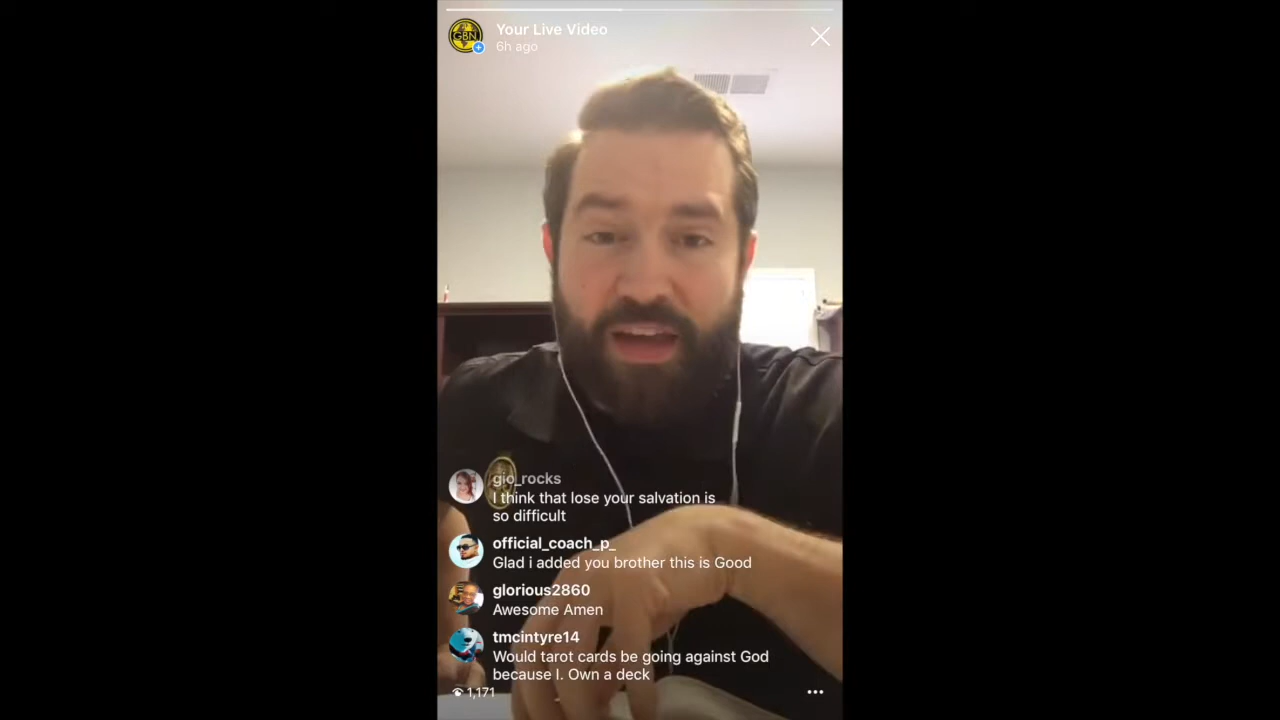 GBN
Your Live Video
6h ago
gio_rocks
I think that lose your salvation is
so difficult
official_coach_p_
Glad i added you brother this is Good
glorious2860
Awesome Amen
tmcintyre14
Would tarot cards be going against God
because I. Own a deck
1,171